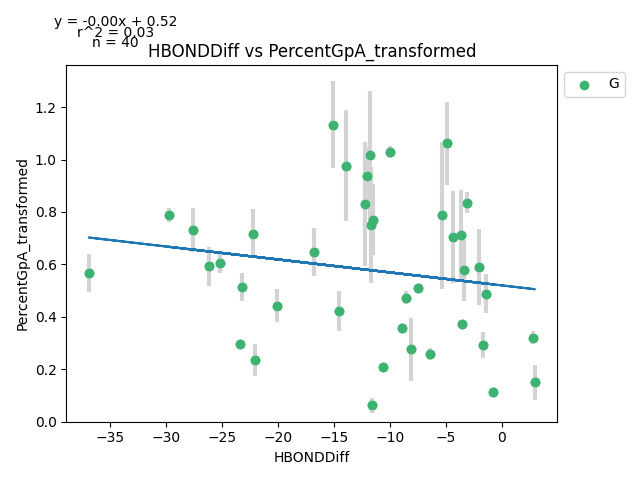 y = -0.00x + 0.52
r^2 = 0.03
n = 40
HBONDDiff vs PercentGpA_transformed
G
PercentGpA_transformed
1.2
1.0
0.8
0.6
0.4
0.2
0.0
−35 −30 −25 −20 −15 −10 −5 0
HBONDDiff